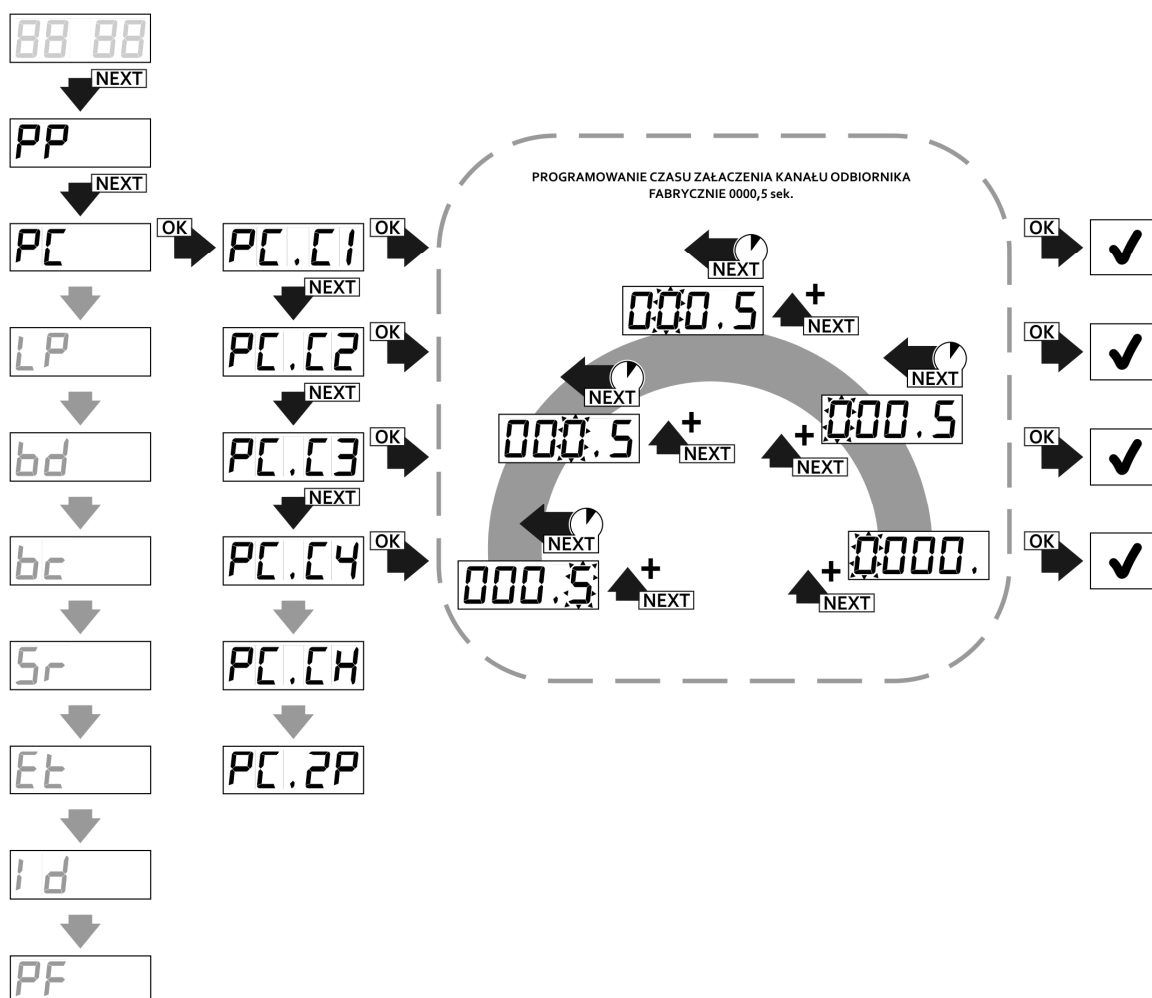 88 88
NEXT
PP
NEXT
PC
OK
PC.C1
OK
NEXT
PC.C2
OK
NEXT
PC.C3
OK
NEXT
PC.C4
OK
PC.CH
PC.2P
LP
bd
bc
Sr
Et
Id
PF
PROGRAMOWANIE CZASU ZAŁACZENIA KANAŁU ODBIORNIKA
FABRYCZNIE 0000,5 sek.
NEXT
000.5
+
NEXT
NEXT
000.5
+
NEXT
NEXT
000.5
+
NEXT
NEXT
000.5
+
NEXT
0000.
+
NEXT
OK
OK
OK
OK